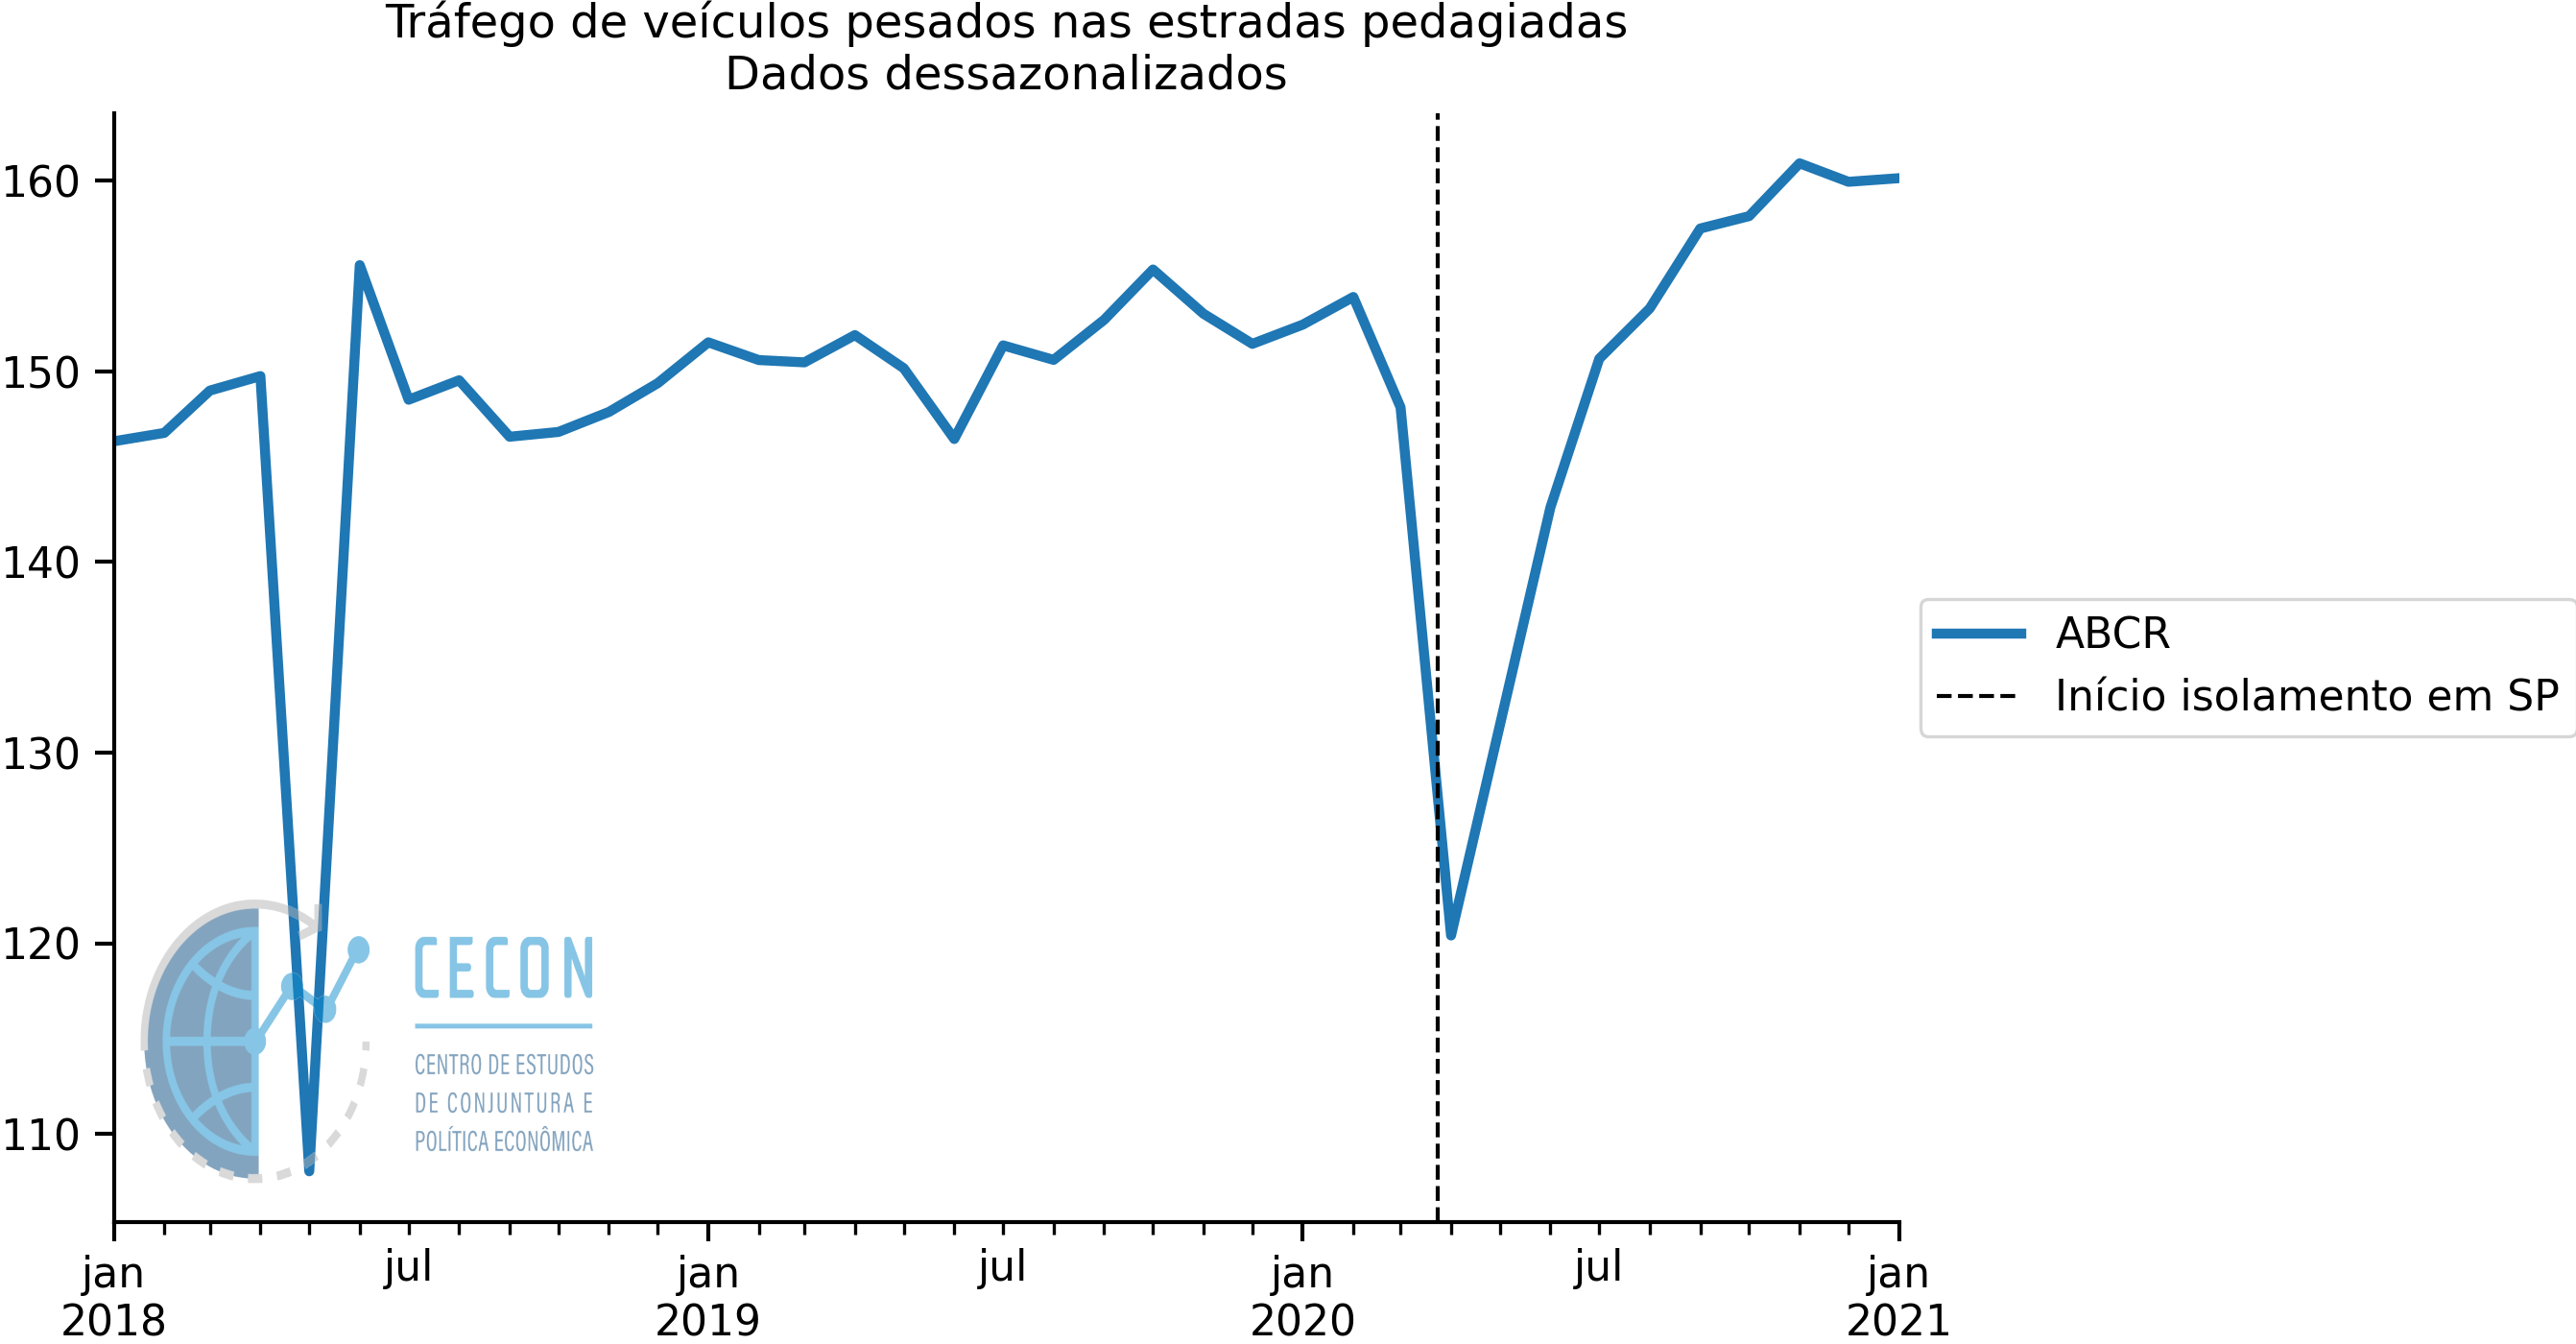 Tráfego de veículos pesados nas estradas pedagiadas
Dados dessazonalizados
160
150
140
130
120
110
ABCR
Início isolamento em SP
CECON
CENTRO DE ESTUDOS
DE CONJUNTURA E
POLÍTICA ECONÔMICA
jan jul jan jul jan jul jan
2018 2019 2020 2021